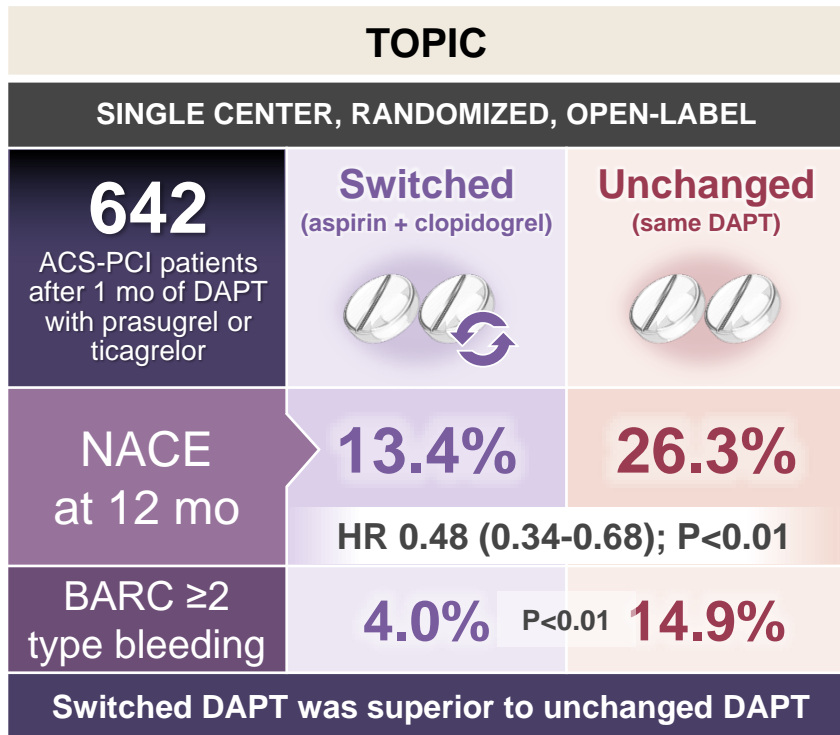 TOPIC
SINGLE CENTER, RANDOMIZED, OPEN-LABEL
642
ACS-PCI patients
after 1 mo of DAPT
with prasugrel or
ticagrelor
Switched
(aspirin + clopidogrel)
Unchanged
(same DAPT)
NACE
at 12 mo
13.4%
26.3%
HR 0.48 (0.34-0.68); P<0.01
BARC ≥2
type bleeding
4.0%
P<0.01
14.9%
Switched DAPT was superior to unchanged DAPT